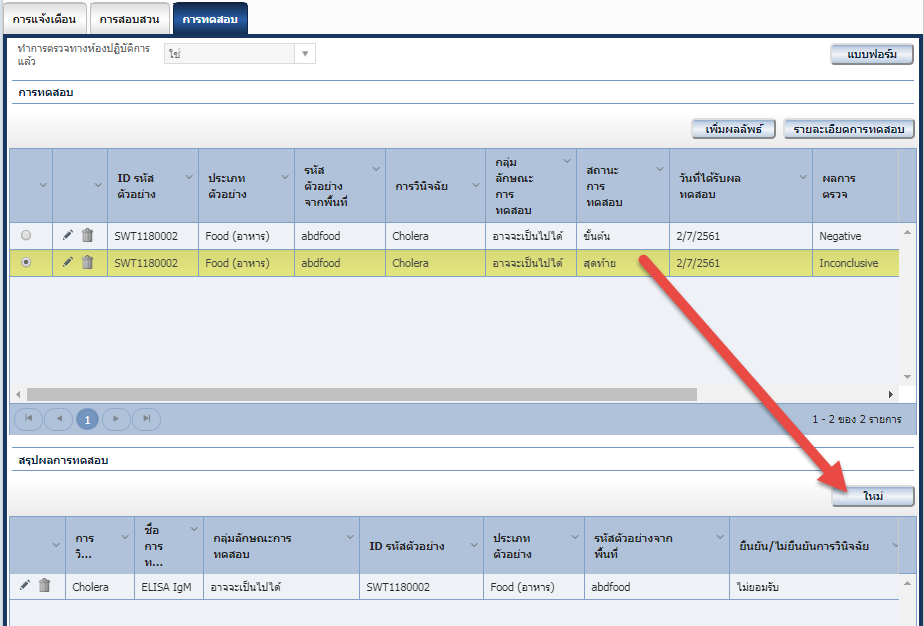 การแจ้งเตือน การสอบสวน การทดสอบ
ทำการตรวจทางห้องปฏิบัติการ
แล้ว
ใช่
แบบฟอร์ม
การทดสอบ
เพิ่มผลลัพธ์ รายละเอียดการทดสอบ
ID รหัส
ตัวอย่าง
ประเภท
ตัวอย่าง
รหัส
ตัวอย่าง
จากพื้นที่
การวินิจฉัย
กลุ่ม
ลักษณะ
การ
ทดสอบ
สถานะ
การ
ทดสอบ
วันที่ได้รับผล
ทดสอบ
ผลการ
ตรวจ
SWT1180002 Food (อาหาร) abdfood Cholera อาจจะเป็นไปได้ ขั้นต้น 2/7/2561 Negative
SWT1180002 Food (อาหาร) abdfood Cholera อาจจะเป็นไปได้ สุดท้าย 2/7/2561 Inconclusive
1
1 - 2 ของ 2 รายการ
สรุปผลการทดสอบ
ใหม่
การ
วิ...
ชื่อ
การ
ท...
กลุ่มลักษณะการ
ทดสอบ
ID รหัสตัวอย่าง
ประเภท
ตัวอย่าง
รหัสตัวอย่างจาก
พื้นที่
ยืนยัน/ไม่ยืนยันการวินิจฉัย
Cholera ELISA IgM อาจจะเป็นไปได้ SWT1180002 Food (อาหาร) abdfood ไม่ยอมรับ